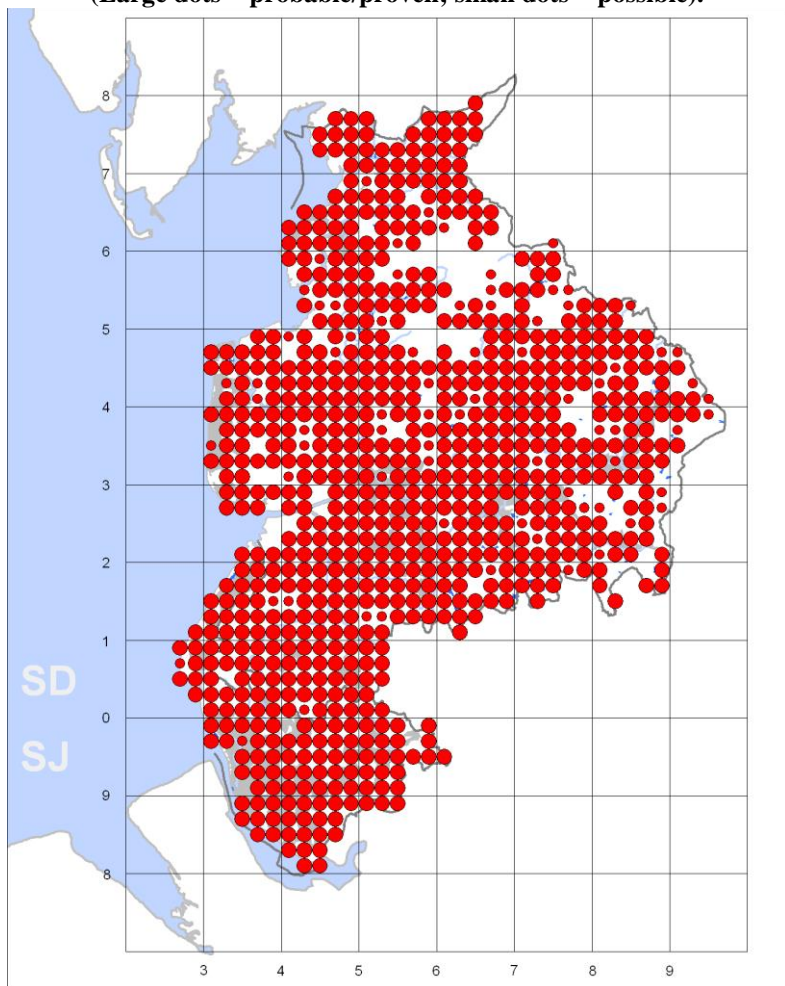 (Large dots = probable/proven; small dots = possible).
8
7
6
5
4
3
2
1
SD
0
SJ
9
8
3 4 5 6 7 8 9